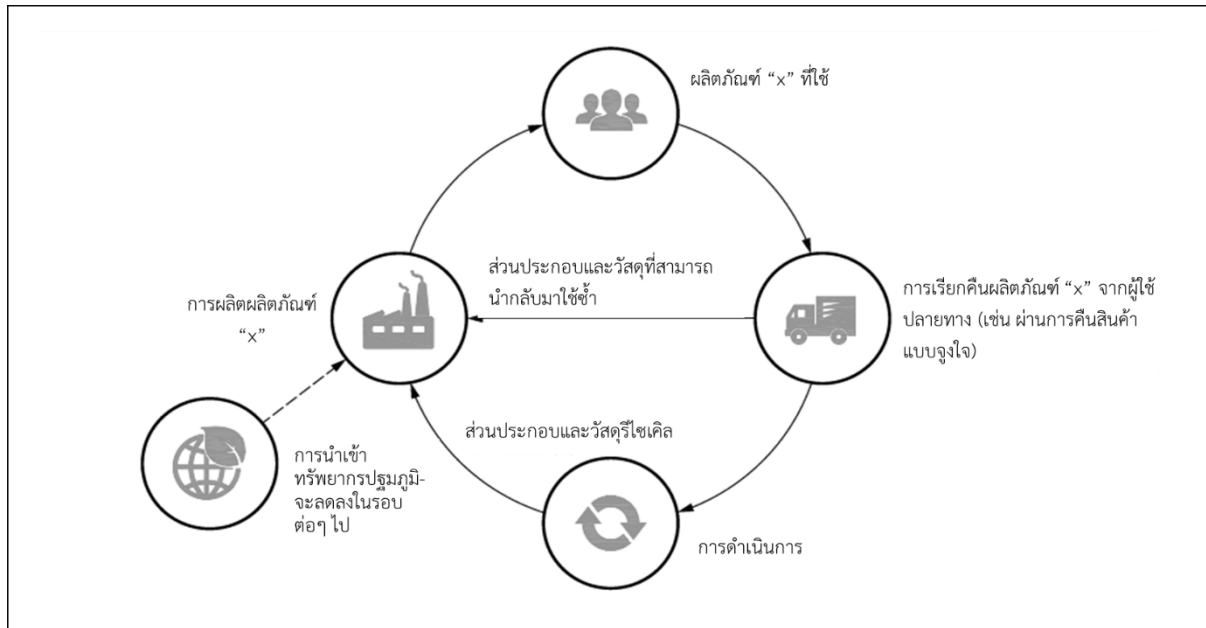 ผลิตภัณฑ์ “x” ที่ใช้
ส่วนประกอบและวัสดุที่สามารถ
นำกลับมาใช้ซ้ำ
การผลิตผลิตภัณฑ์
“x”
การเรียกคืนผลิตภัณฑ์ “x” จากผู้ใช้
ปลายทาง (เช่น ผ่านการคืนสินค้า
แบบจูงใจ)
ส่วนประกอบและวัสดุรีไซเคิล
การนำเข้า
ทรัพยากรปฐมภูมิ-
จะลดลงในรอบ
ต่อๆ ไป
การดำเนินการ